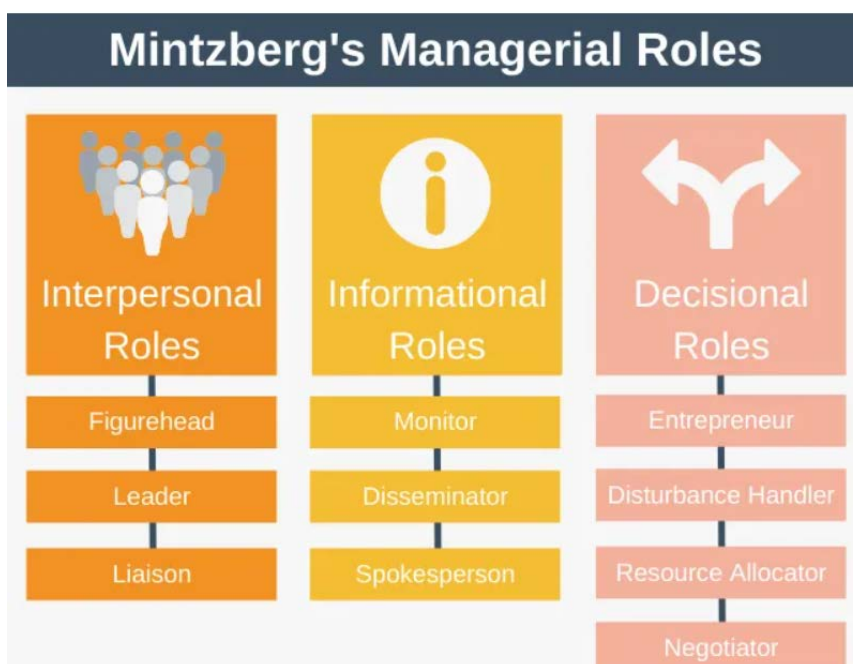 Mintzberg's Managerial Roles
Interpersonal
Roles
Figurehead
Leader
Liaison
Informational
Roles
Monitor
Disseminator
Spokesperson
Decisional
Roles
Entrepreneur
Disturbance Handler
Resource Allocator
Negotiator